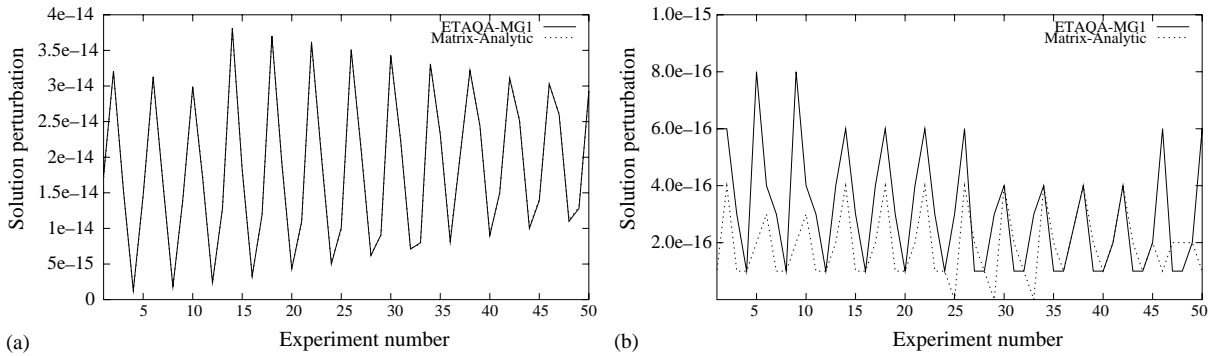 4e–14
3.5e–14
3e–14
2.5e–14
2e–14
1.5e–14
1e–14
5e–15
0
Solution perturbation
ETAQA-MG1
Matrix-Analytic
5 10 15 20 25 30 35 40 45 50
Experiment number
(a)
1.0e–15
8.0e–16
6.0e–16
4.0e–16
2.0e–16
Solution perturbation
ETAQA-MG1
Matrix-Analytic
5 10 15 20 25 30 35 40 45 50
Experiment number
(b)